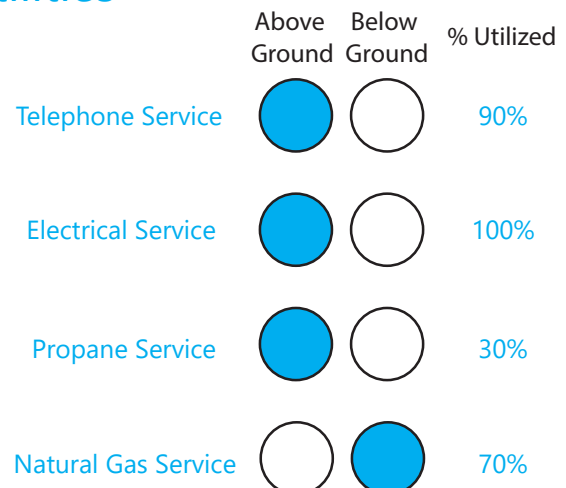 Above Below
Ground Ground % Utilized
Telephone Service 90%
Electrical Service 100%
Propane Service 30%
Natural Gas Service 70%